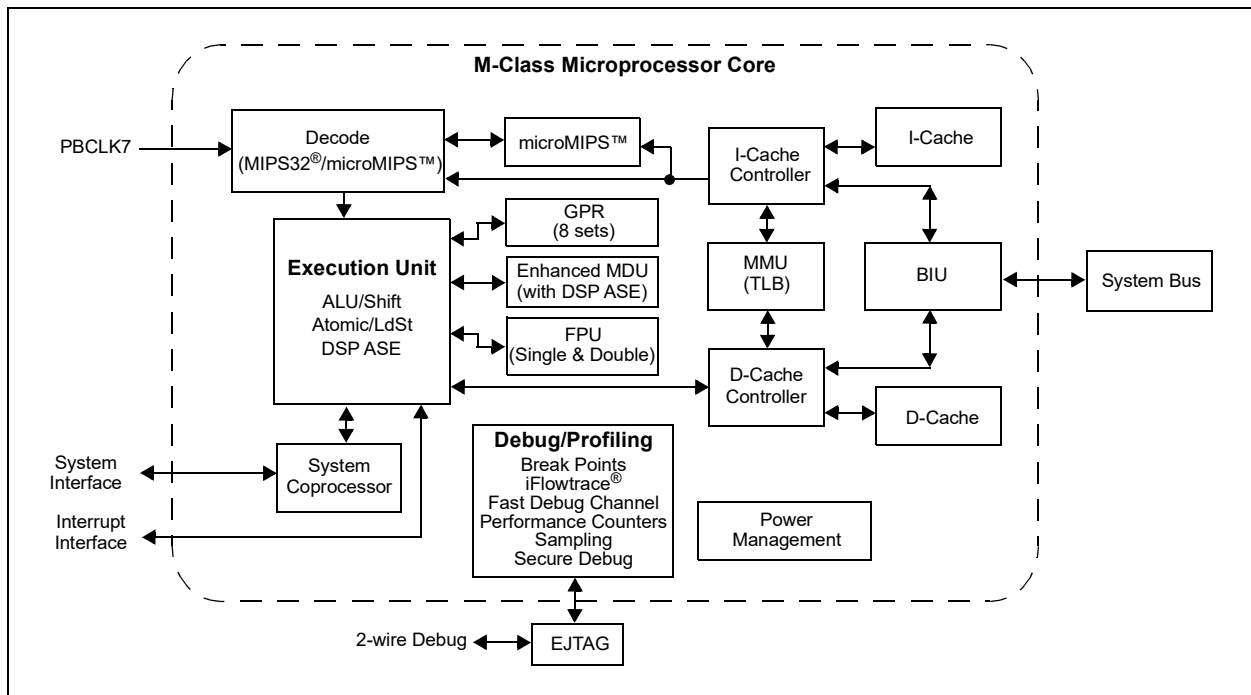 M-Class Microprocessor Core
PBCLK7
Decode
(MIPS32®/microMIPS™)
microMIPS™
I-Cache
Controller
I-Cache
GPR
(8 sets)
Execution Unit
ALU/Shift
Atomic/LdSt
DSP ASE
Enhanced MDU
(with DSP ASE)
FPU
(Single & Double)
MMU
(TLB)
BIU
System Bus
D-Cache
Controller
D-Cache
System
Interface
System
Coprocessor
Interrupt
Interface
Debug/Profiling
Break Points
iFlowtrace®
Fast Debug Channel
Performance Counters
Sampling
Secure Debug
Power
Management
2-wire Debug
EJTAG